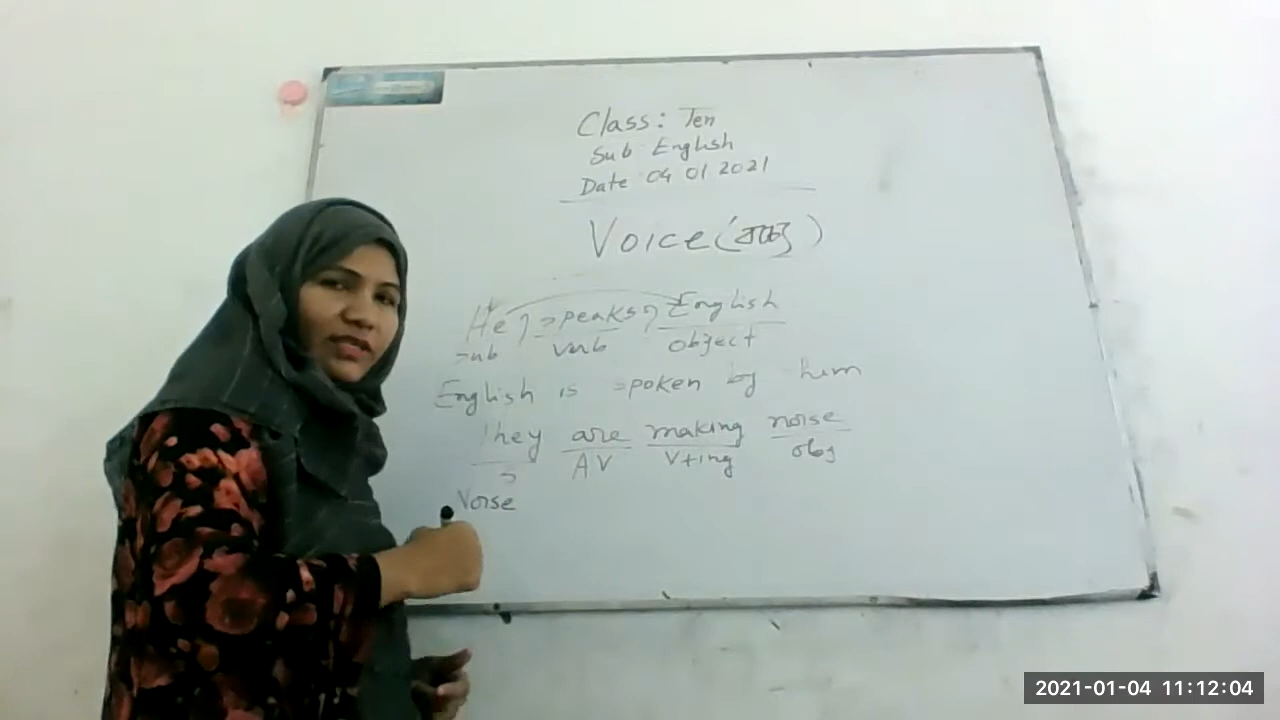 Class: Ten
Sub English
Date 04 01 2021
Voice (বাচ্য)
He speaks English
sub verb object
English is spoken by him
They are making noise
S AV V+ing obj
Noise
2021-01-04 11:12:04